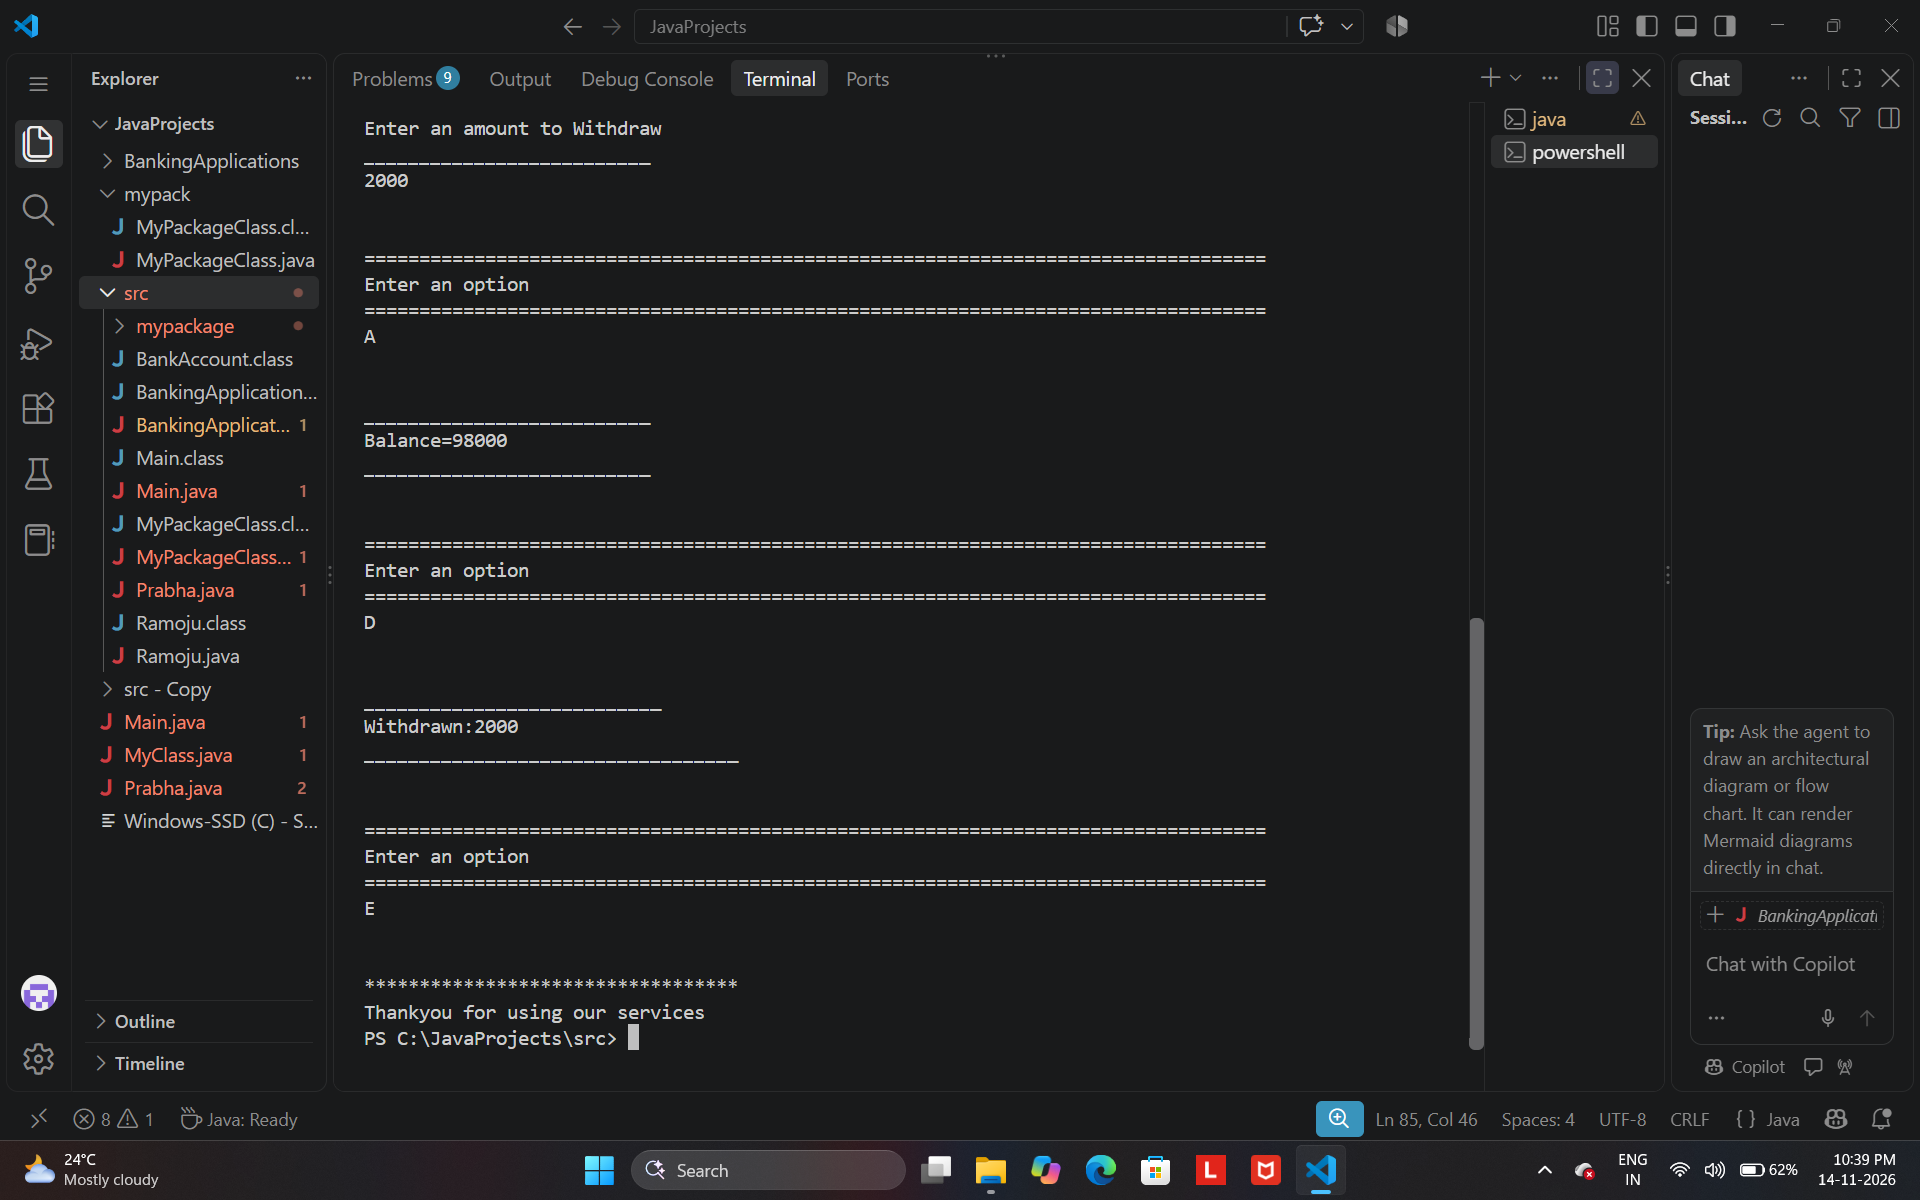 JavaProjects
Explorer
JavaProjects
BankingApplications
mypack
MyPackageClass.cl...
MyPackageClass.java
src
mypackage
BankAccount.class
BankingApplication...
BankingApplicat... 1
Main.class
Main.java 1
MyPackageClass.cl...
MyPackageClass... 1
Prabha.java 1
Ramoju.class
Ramoju.java
src - Copy
Main.java 1
MyClass.java 1
Prabha.java 2
Windows-SSD (C) - S...
Outline
Timeline
Problems 9 Output Debug Console Terminal Ports
Enter an amount to Withdraw
__________________________
2000
==================================================================================
Enter an option
==================================================================================
A
__________________________
Balance=98000
__________________________
==================================================================================
Enter an option
==================================================================================
D
___________________________
Withdrawn:2000
__________________________________
==================================================================================
Enter an option
==================================================================================
E
**********************************
Thankyou for using our services
PS C:\JavaProjects\src>
java
powershell
Chat
Sessi...
Tip: Ask the agent to
draw an architectural
diagram or flow
chart. It can render
Mermaid diagrams
directly in chat.
BankingApplicati
Chat with Copilot
Copilot
8 1 Java: Ready
Ln 85, Col 46 Spaces: 4 UTF-8 CRLF { } Java
24°C
Mostly cloudy
Search
L
ENG
IN
62%
10:39 PM
14-11-2026